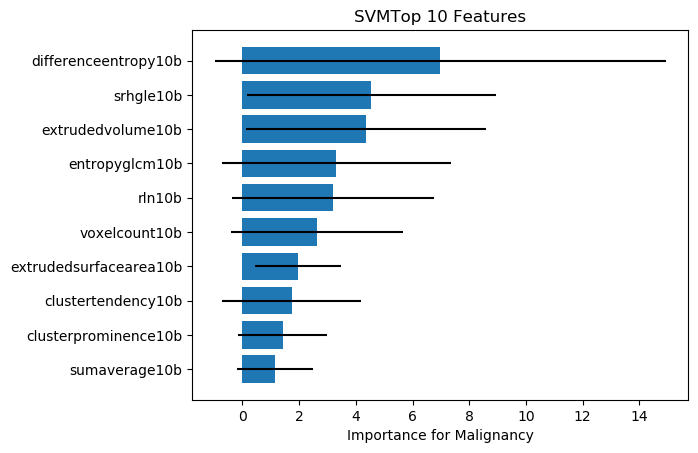 SVMTop 10 Features
differenceentropy10b
srhgle10b
extrudedvolume10b
entropyglcm10b
rln10b
voxelcount10b
extrudedsurfacearea10b
clustertendency10b
clusterprominence10b
sumaverage10b
0 2 4 6 8 10 12 14
Importance for Malignancy